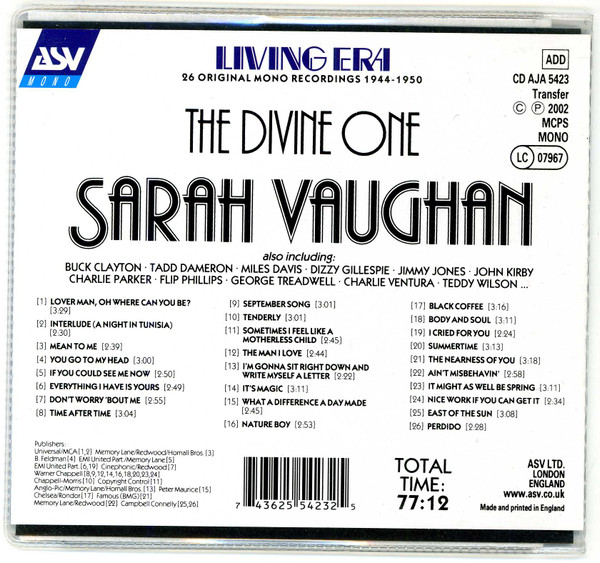 ASV
MONO
LIVING ERA
26 ORIGINAL MONO RECORDINGS 1944-1950
ADD
CD AJA 5423
Transfer
Ⓒ Ⓟ 2002
MCPS
MONO
LC 07967
THE DIVINE ONE
SARAH VAUGHAN
also including:
BUCK CLAYTON · TADD DAMERON · MILES DAVIS · DIZZY GILLESPIE · JIMMY JONES · JOHN KIRBY
CHARLIE PARKER · FLIP PHILLIPS · GEORGE TREADWELL · CHARLIE VENTURA · TEDDY WILSON ...
[1] LOVER MAN, OH WHERE CAN YOU BE?
[3:29]
[2] INTERLUDE (A NIGHT IN TUNISIA)
[2:30]
[3] MEAN TO ME [2:39]
[4] YOU GO TO MY HEAD [3:00]
[5] IF YOU COULD SEE ME NOW [2:50]
[6] EVERYTHING I HAVE IS YOURS [2:49]
[7] DON'T WORRY 'BOUT ME [2:55]
[8] TIME AFTER TIME [3:04]
[9] SEPTEMBER SONG [3:01]
[10] TENDERLY [3:01]
[11] SOMETIMES I FEEL LIKE A
MOTHERLESS CHILD [2:45]
[12] THE MAN I LOVE [2:44]
[13] I'M GONNA SIT RIGHT DOWN AND
WRITE MYSELF A LETTER [2:22]
[14] IT'S MAGIC [3:11]
[15] WHAT A DIFFERENCE A DAY MADE
[2:45]
[16] NATURE BOY [2:53]
[17] BLACK COFFEE [3:16]
[18] BODY AND SOUL [3:11]
[19] I CRIED FOR YOU [2:24]
[20] SUMMERTIME [3:13]
[21] THE NEARNESS OF YOU [3:18]
[22] AIN'T MISBEHAVIN' [2:58]
[23] IT MIGHT AS WELL BE SPRING [3:11]
[24] NICE WORK IF YOU CAN GET IT [2:34]
[25] EAST OF THE SUN [3:08]
[26] PERDIDO [2:28]
Publishers:
Universal/MCA [1,2] Memory Lane/Redwood/Hornall Bros. [3]
B. Feldman [4] EMI United Part./Memory Lane [5]
EMI United Part [6,19] Cinephonic/Redwood [7]
Warner Chappell [8,9,12,14,16,18,20,23,24]
Chappell-Morris [10] Copyright Control [11]
Anglo-Pic/Memory Lane/Hornall Bros. [13] Peter Maurice [15]
Chelsea/Rondor [17] Famous (BMG) [21]
Memory Lane/Redwood [22] Campbell Connelly [25,26]
7 43625 54232 5
TOTAL
TIME:
77:12
ASV LTD.
LONDON
ENGLAND
www.asv.co.uk
Made and printed in England